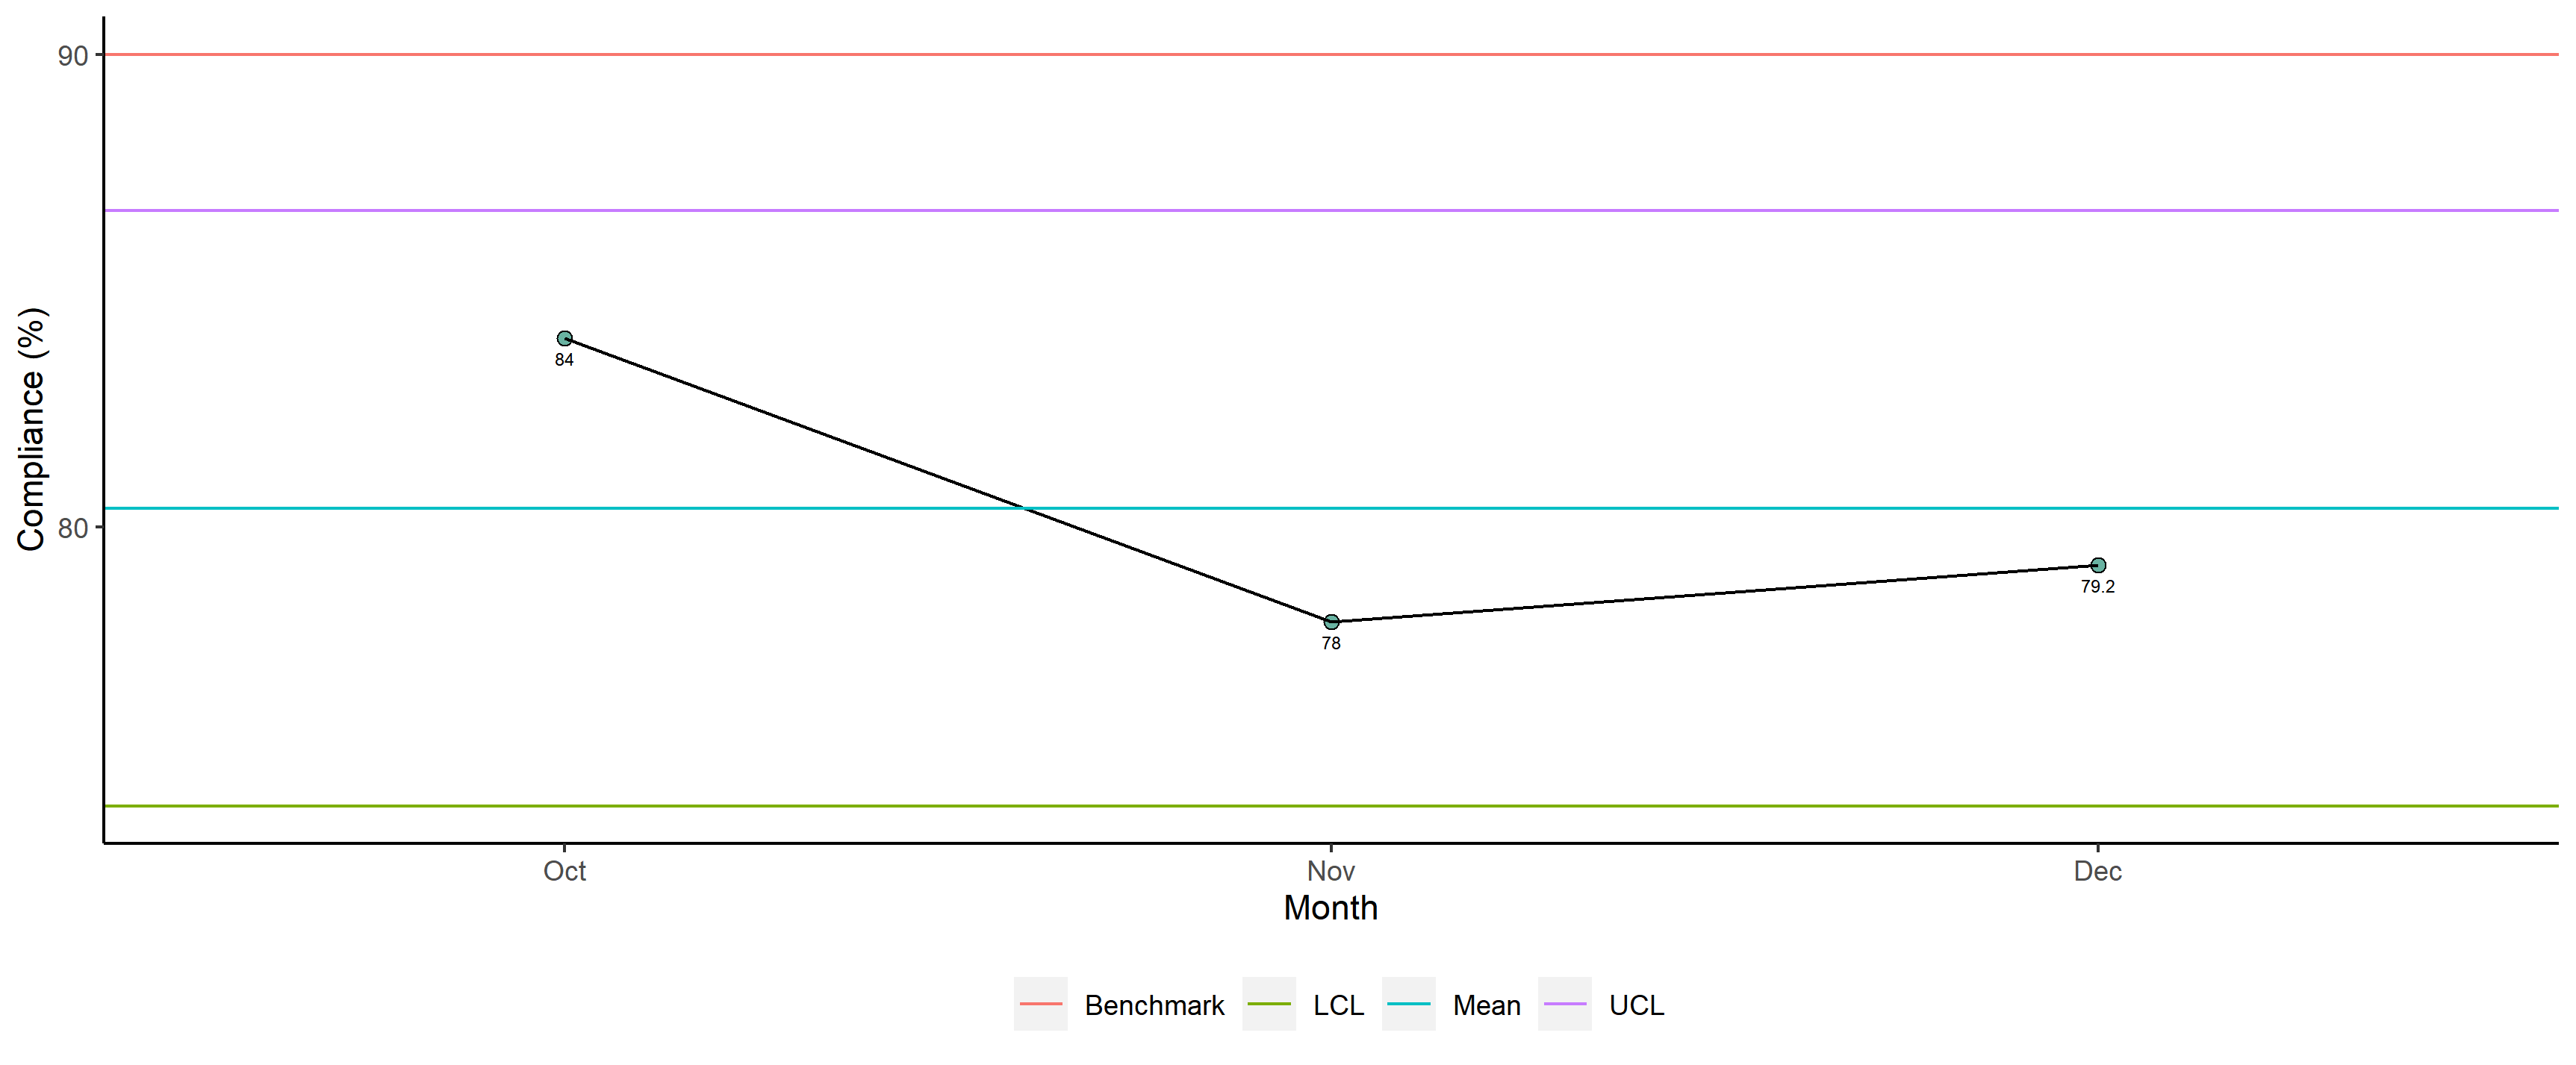 90
80
Compliance (%)
84
78
79.2
Oct Nov Dec
Month
Benchmark LCL Mean UCL